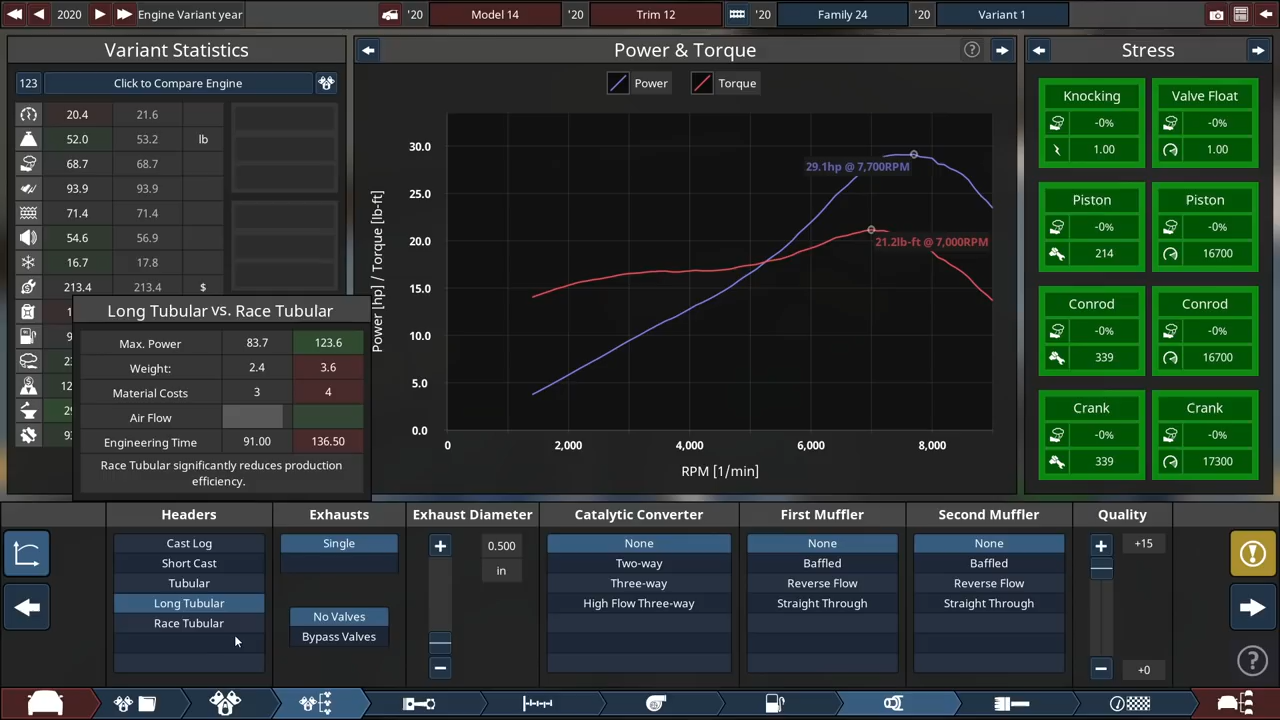 2020 Engine Variant year '20 Model 14 '20 Trim 12 '20 Family 24 '20 Variant 1
Variant Statistics
123 Click to Compare Engine
20.4 21.6
52.0 53.2 lb
68.7 68.7
93.9 93.9
71.4 71.4
54.6 56.9
16.7 17.8
213.4 213.4 $
Long Tubular vs. Race Tubular
Max. Power 83.7 123.6
Weight: 2.4 3.6
Material Costs 3 4
Air Flow
Engineering Time 91.00 136.50
Race Tubular significantly reduces production
efficiency.
Power & Torque
?
Power Torque
Power [hp] / Torque [lb-ft]
30.0
25.0
20.0
15.0
10.0
5.0
0.0
29.1hp @ 7,700RPM
21.2lb-ft @ 7,000RPM
0 2,000 4,000 6,000 8,000
RPM [1/min]
Stress
Knocking Valve Float
-0% -0%
1.00 1.00
Piston Piston
-0% -0%
214 16700
Conrod Conrod
-0% -0%
339 16700
Crank Crank
-0% -0%
339 17300
Headers
Cast Log
Short Cast
Tubular
Long Tubular
Race Tubular
Exhausts
Single
No Valves
Bypass Valves
Exhaust Diameter
0.500
in
Catalytic Converter
None
Two-way
Three-way
High Flow Three-way
First Muffler
None
Baffled
Reverse Flow
Straight Through
Second Muffler
None
Baffled
Reverse Flow
Straight Through
Quality
+15
+0
?